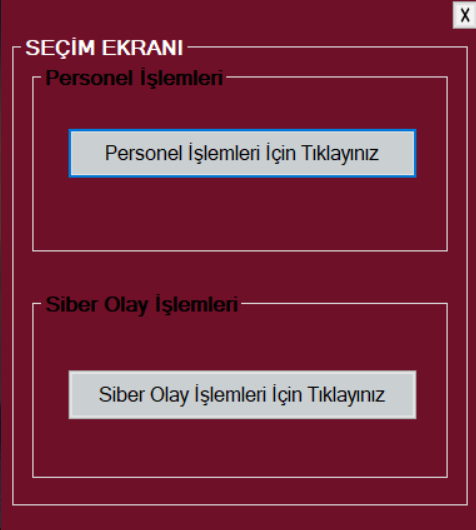 X
SEÇİM EKRANI
Personel İşlemleri
Personel İşlemleri İçin Tıklayınız
Siber Olay İşlemleri
Siber Olay İşlemleri İçin Tıklayınız